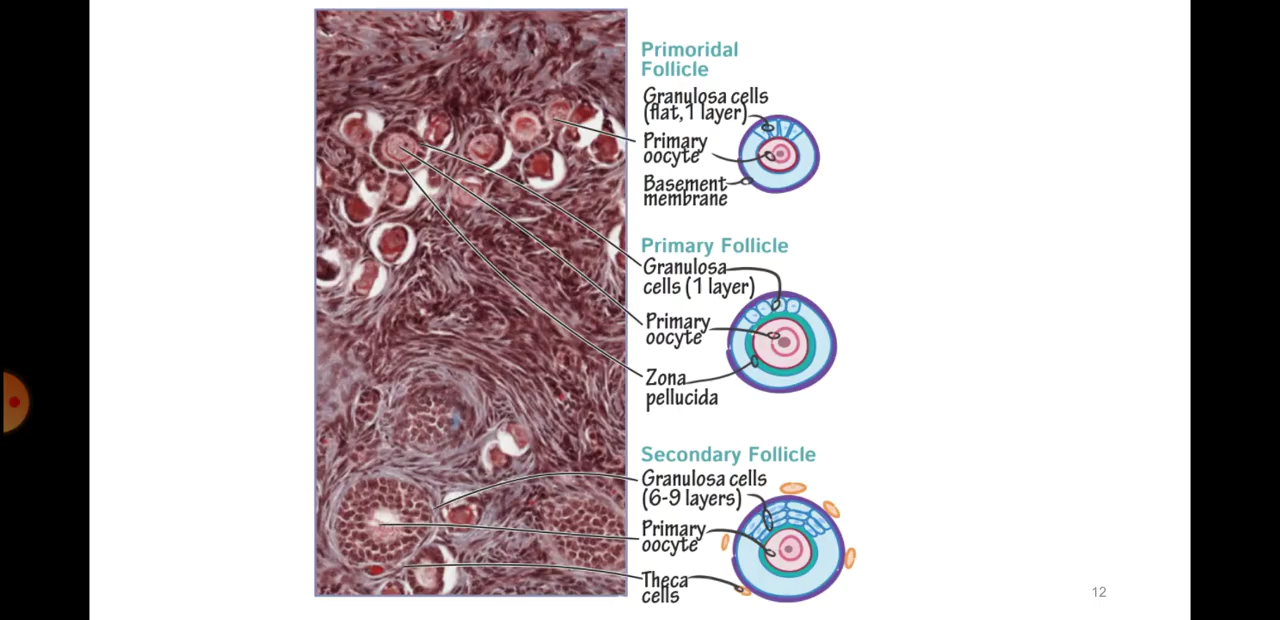 Primoridal
Follicle
Granulosa cells
(flat, 1 layer)
Primary
oocyte
Basement
membrane
Primary Follicle
Granulosa
cells (1 layer)
Primary
oocyte
Zona
pellucida
Secondary Follicle
Granulosa cells
(6-9 layers)
Primary
oocyte
Theca
cells
12